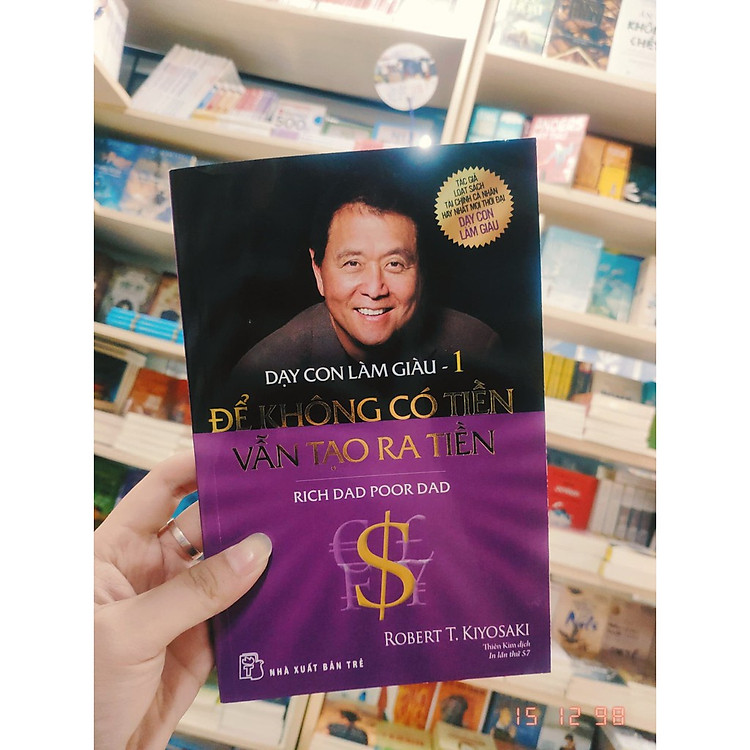 TÁC GIẢ
LOẠT SÁCH
TÀI CHÍNH CÁ NHÂN
HAY NHẤT MỌI THỜI ĐẠI
DẠY CON
LÀM GIÀU
DẠY CON LÀM GIÀU - 1
ĐỂ KHÔNG CÓ TIỀN
VẪN TẠO RA TIỀN
RICH DAD POOR DAD
$
ROBERT T. KIYOSAKI
Thiên Kim dịch
In lần thứ 57
NHÀ XUẤT BẢN TRẺ
15 12 98